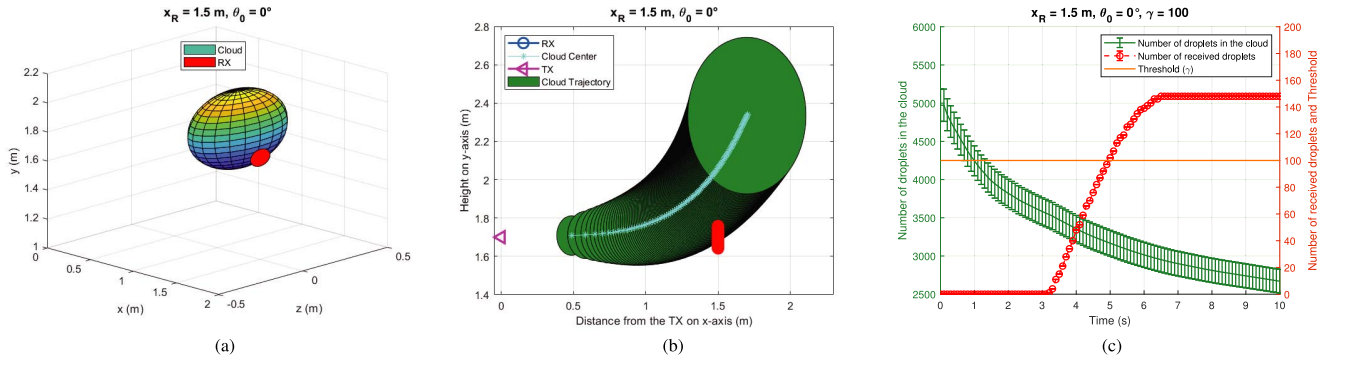 x_R = 1.5 m, θ_0 = 0°
Cloud
RX
2.2
2
1.8
1.6
1.4
1.2
1
y (m)
0
0.5
1
1.5
2
x (m)
-0.5
0
0.5
z (m)
(a)
x_R = 1.5 m, θ_0 = 0°
RX
Cloud Center
TX
Cloud Trajectory
2.8
2.6
2.4
2.2
2
1.8
1.6
1.4
Height on y-axis (m)
0
0.5
1
1.5
2
Distance from the TX on x-axis (m)
(b)
x_R = 1.5 m, θ_0 = 0°, γ = 100
Number of droplets in the cloud
Number of received droplets
Threshold (γ)
6000
5500
5000
4500
4000
3500
3000
2500
Number of droplets in the cloud
200
180
160
140
120
100
80
60
40
20
0
Number of received droplets and Threshold
0
1
2
3
4
5
6
7
8
9
10
Time (s)
(c)